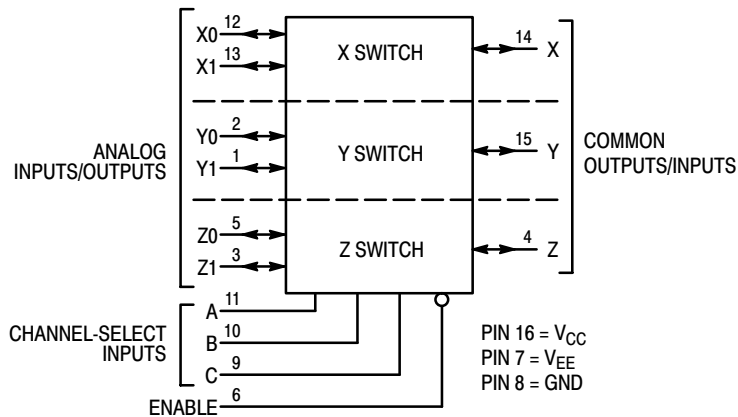 X0 12
X1 13
X SWITCH
14 X
Y0 2
Y1 1
Y SWITCH
15 Y
ANALOG
INPUTS/OUTPUTS
COMMON
OUTPUTS/INPUTS
Z0 5
Z1 3
Z SWITCH
4 Z
CHANNEL-SELECT
INPUTS
A 11
B 10
C 9
ENABLE 6
PIN 16 = VCC
PIN 7 = VEE
PIN 8 = GND